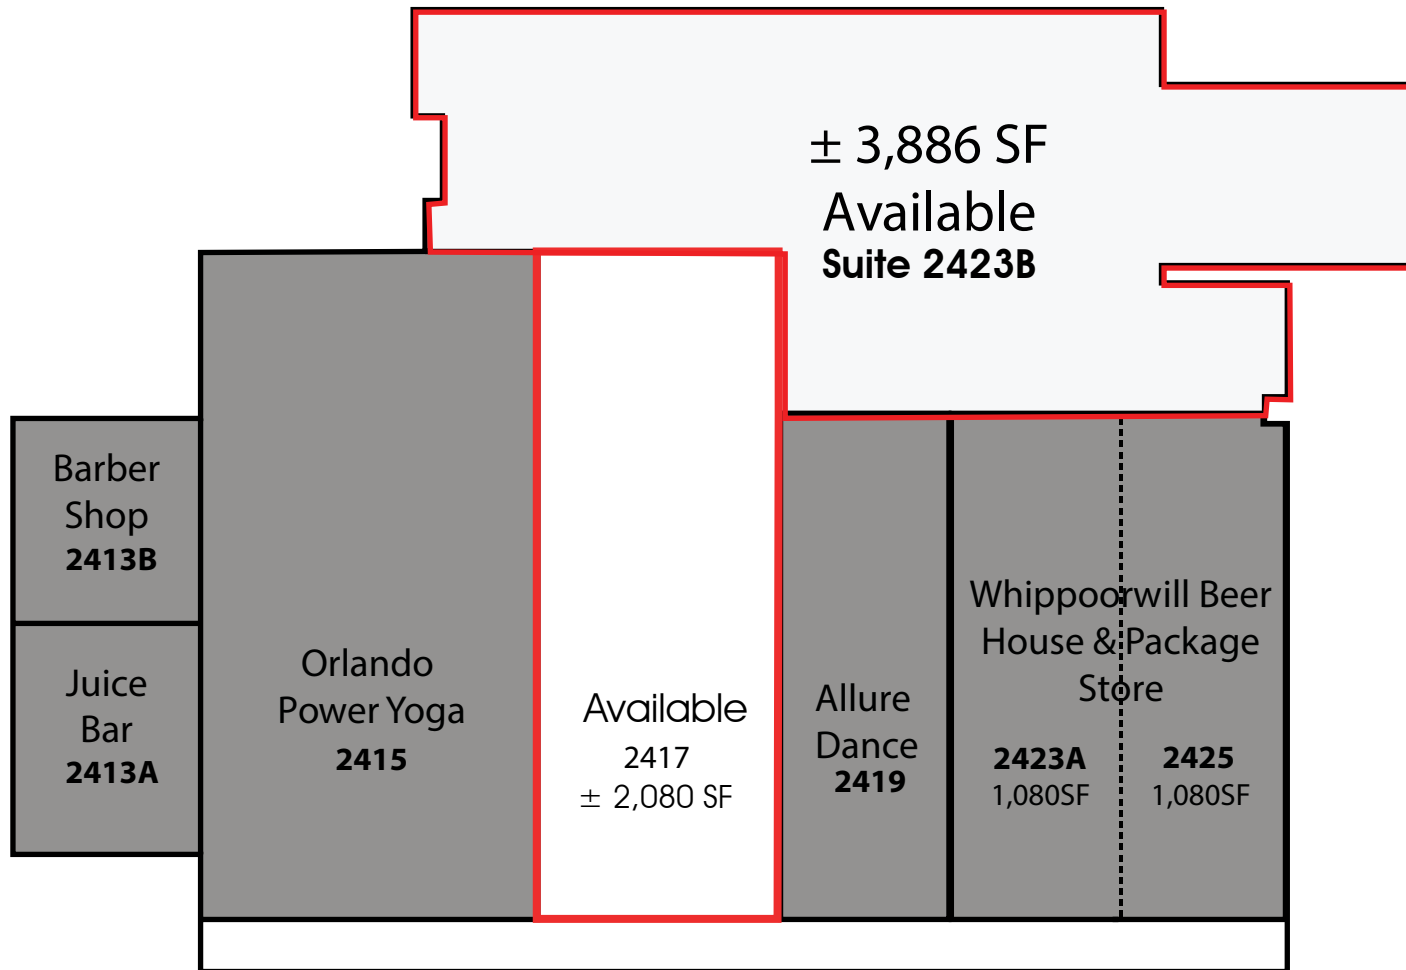 ± 3,886 SF
Available
Suite 2423B
Barber
Shop
2413B
Juice
Bar
2413A
Orlando
Power Yoga
2415
Available
2417
± 2,080 SF
Allure
Dance
2419
Whippoorwill Beer
House & Package
Store
2423A
1,080SF
2425
1,080SF